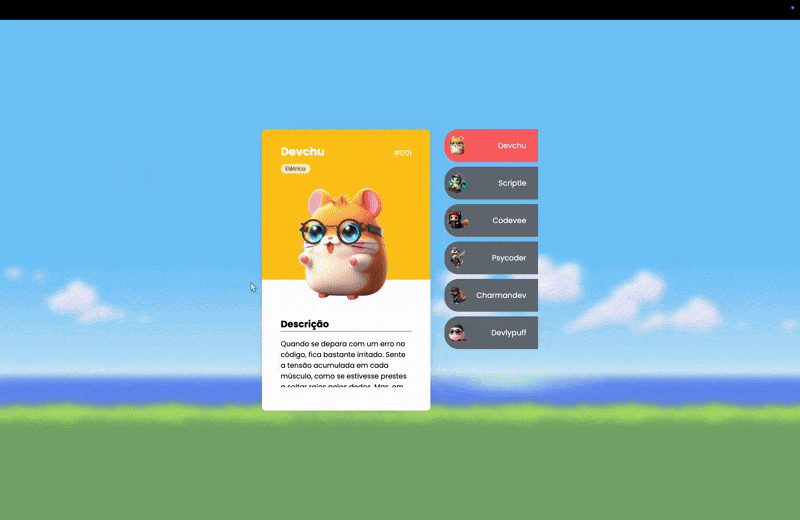 Devchu
#001
Elétrico
Descrição
Quando se depara com um erro no
código, fica bastante irritado. Sente
a tensão acumulada em cada
músculo, como se estivesse prestes
a soltar raios pelos dedos. Mas, em
Devchu
Scriptle
Codevee
Psycoder
Charmandev
Devlypuff